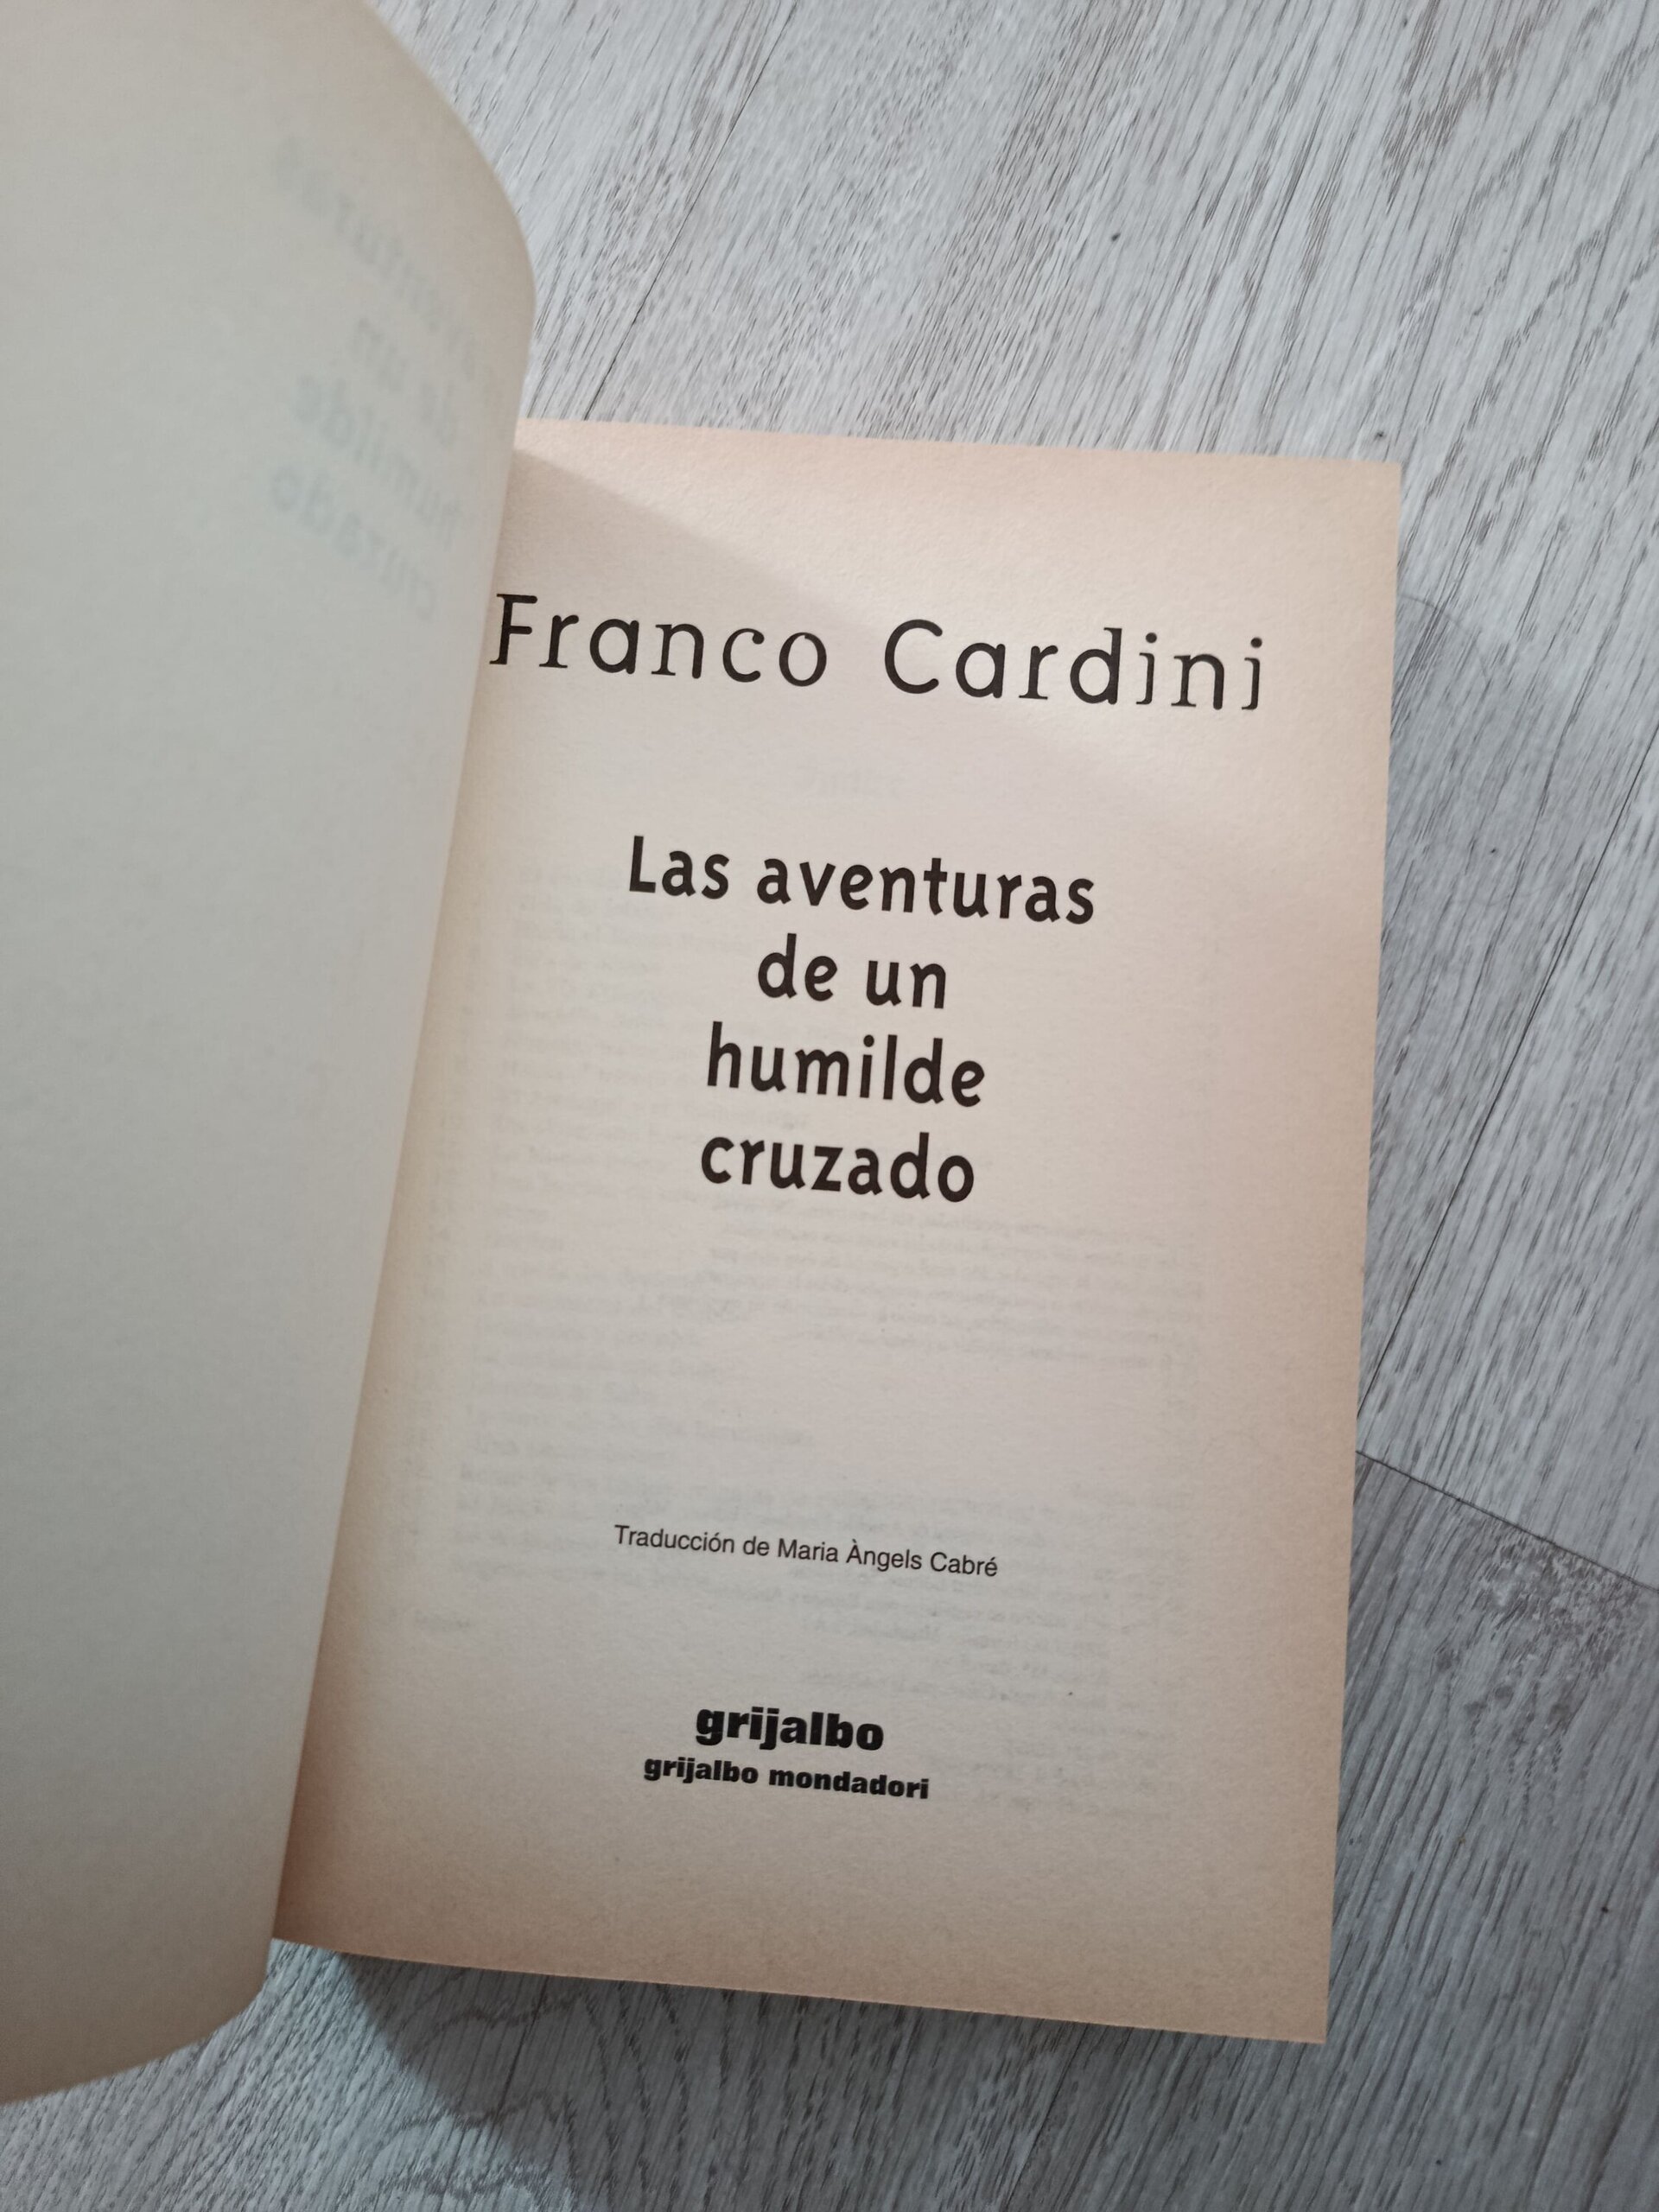 Franco Cardini
Las aventuras
de un
humilde
cruzado
Traducción de Maria Àngels Cabré
grijalbo
grijalbo mondadori